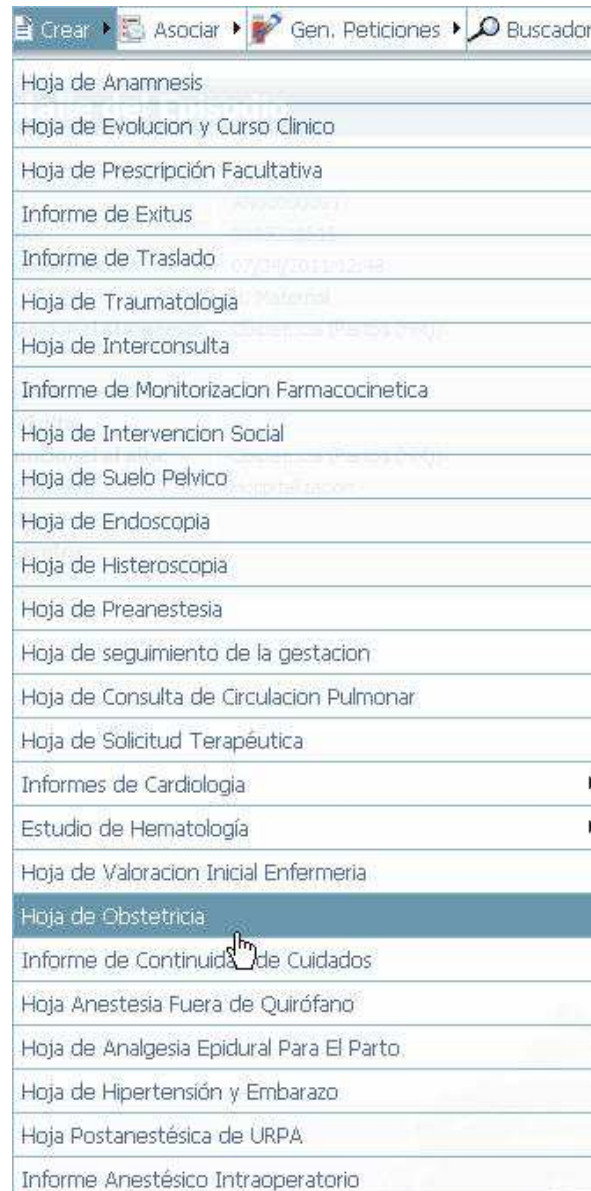 Crear Asociar Gen. Peticiones Buscador
Hoja de Anamnesis
Hoja de Evolucion y Curso Clinico
Hoja de Prescripción Facultativa
Informe de Exitus
Informe de Traslado
07/04/2011 12:48
Hoja de Traumatologia
Hoja de Interconsulta
Informe de Monitorizacion Farmacocinetica
Hoja de Intervencion Social
Hoja de Suelo Pelvico
Hoja de Endoscopia
Hoja de Histeroscopia
Hoja de Preanestesia
Hoja de seguimiento de la gestacion
Hoja de Consulta de Circulacion Pulmonar
Hoja de Solicitud Terapéutica
Informes de Cardiologia
Estudio de Hematología
Hoja de Valoracion Inicial Enfermeria
Hoja de Obstetricia
Informe de Continuidad de Cuidados
Hoja Anestesia Fuera de Quirófano
Hoja de Analgesia Epidural Para El Parto
Hoja de Hipertensión y Embarazo
Hoja Postanestésica de URPA
Informe Anestésico Intraoperatorio